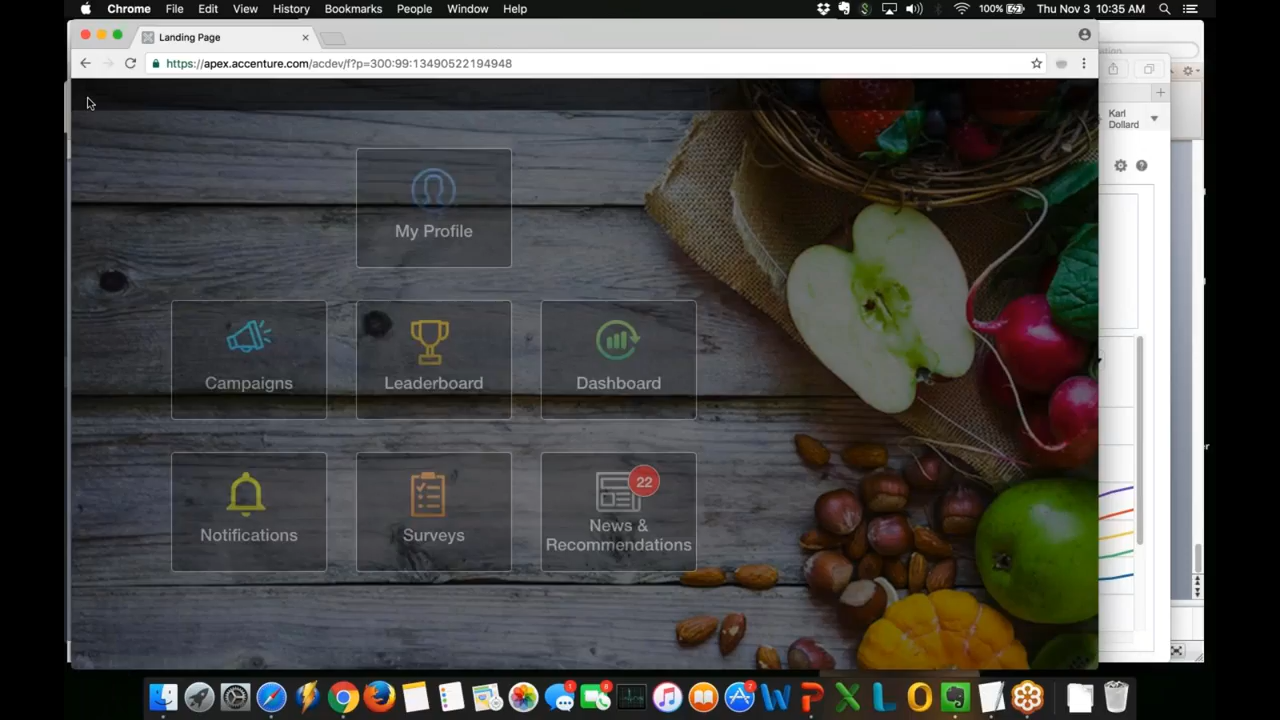 Chrome File Edit View History Bookmarks People Window Help 100% Thu Nov 3 10:35 AM
Landing Page
https://apex.accenture.com/acdev/f?p=300:99:13490522194948
Karl
Dollard
My Profile
Campaigns
Leaderboard
Dashboard
Notifications
Surveys
22
News &
Recommendations